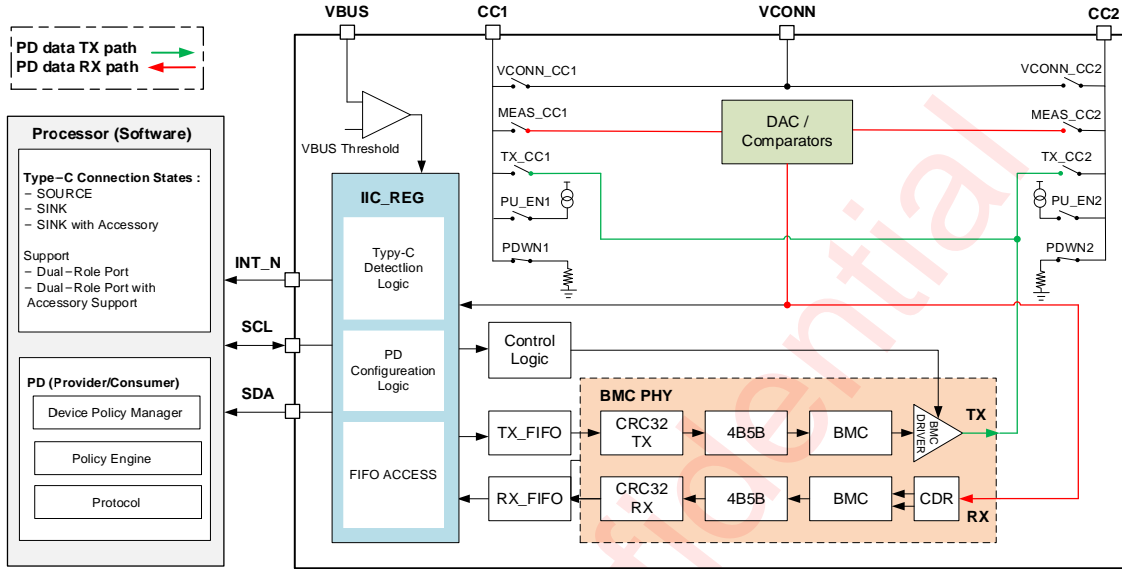 VBUS
CC1
VCONN
CC2
PD data TX path
PD data RX path
Processor (Software)
Type–C Connection States :
– SOURCE
– SINK
– SINK with Accessory
Support
– Dual–Role Port
– Dual–Role Port with
Accessory Support
PD (Provider/Consumer)
Device Policy Manager
Policy Engine
Protocol
INT_N
SCL
SDA
VBUS Threshold
IIC_REG
Typy-C
Detectlion
Logic
PD
Configureation
Logic
FIFO ACCESS
VCONN_CC1
MEAS_CC1
TX_CC1
PU_EN1
PDWN1
DAC /
Comparators
VCONN_CC2
MEAS_CC2
TX_CC2
PU_EN2
PDWN2
Control
Logic
BMC PHY
TX_FIFO
CRC32
TX
4B5B
BMC
BMC
DRIVER
TX
RX_FIFO
CRC32
RX
4B5B
BMC
CDR
RX
nfidential